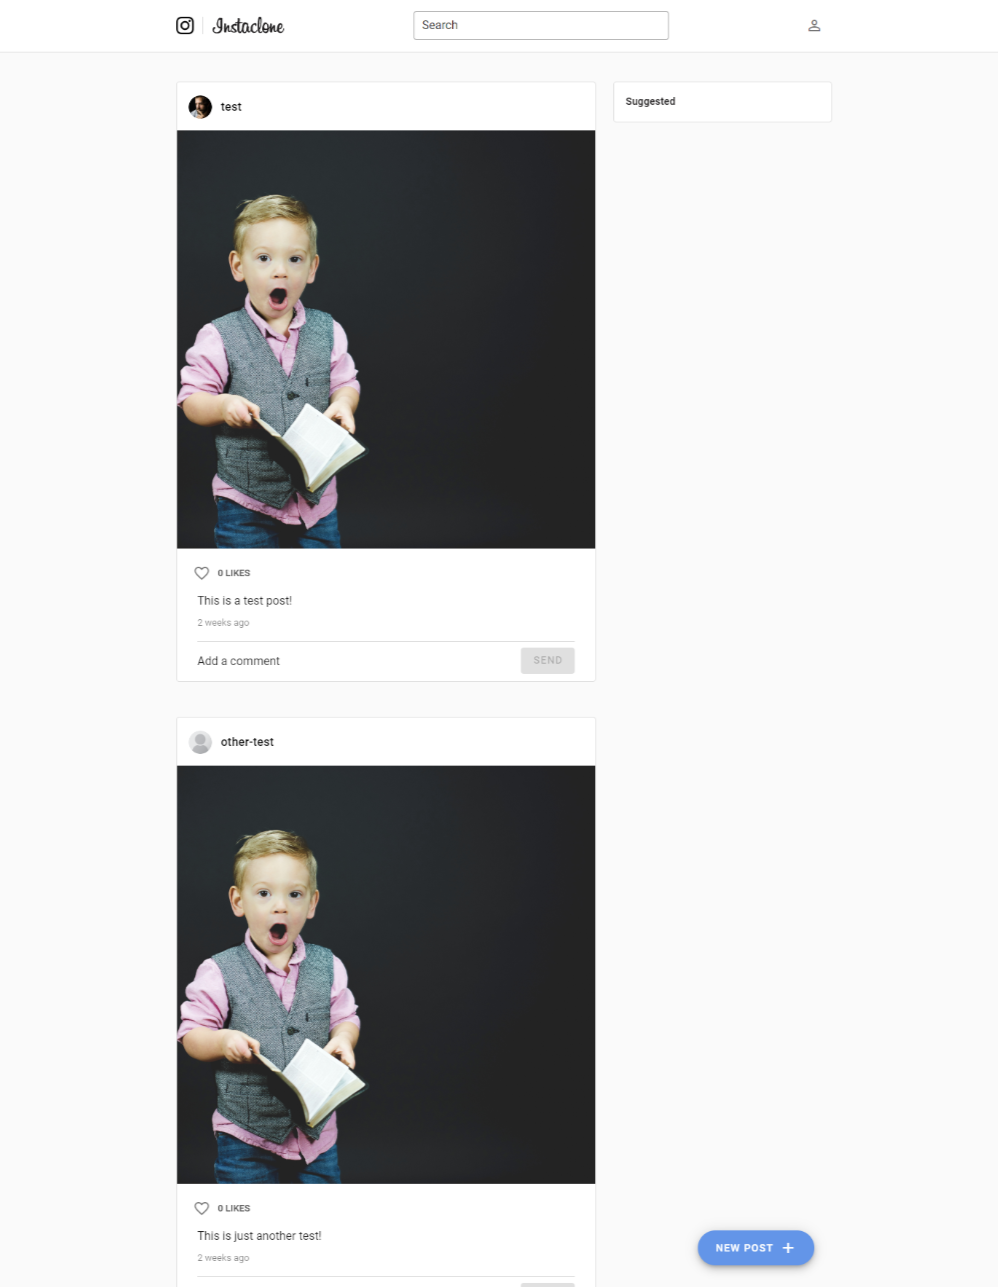 Instaclone
Search
test
Suggested
0 LIKES
This is a test post!
2 weeks ago
Add a comment
SEND
other-test
0 LIKES
This is just another test!
2 weeks ago
NEW POST